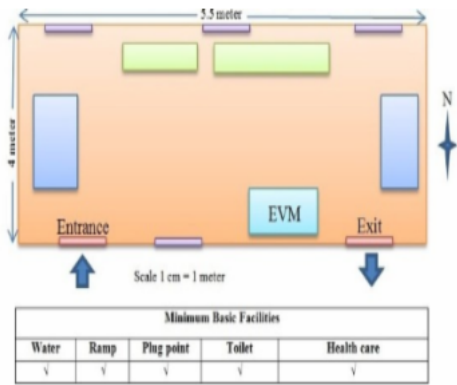 5.5 meter
N
4 meter
EVM
Entrance
Exit
Scale 1 cm = 1 meter
Minimum Basic Facilities
Water Ramp Plug point Toilet Health care
√ √ √ √ √